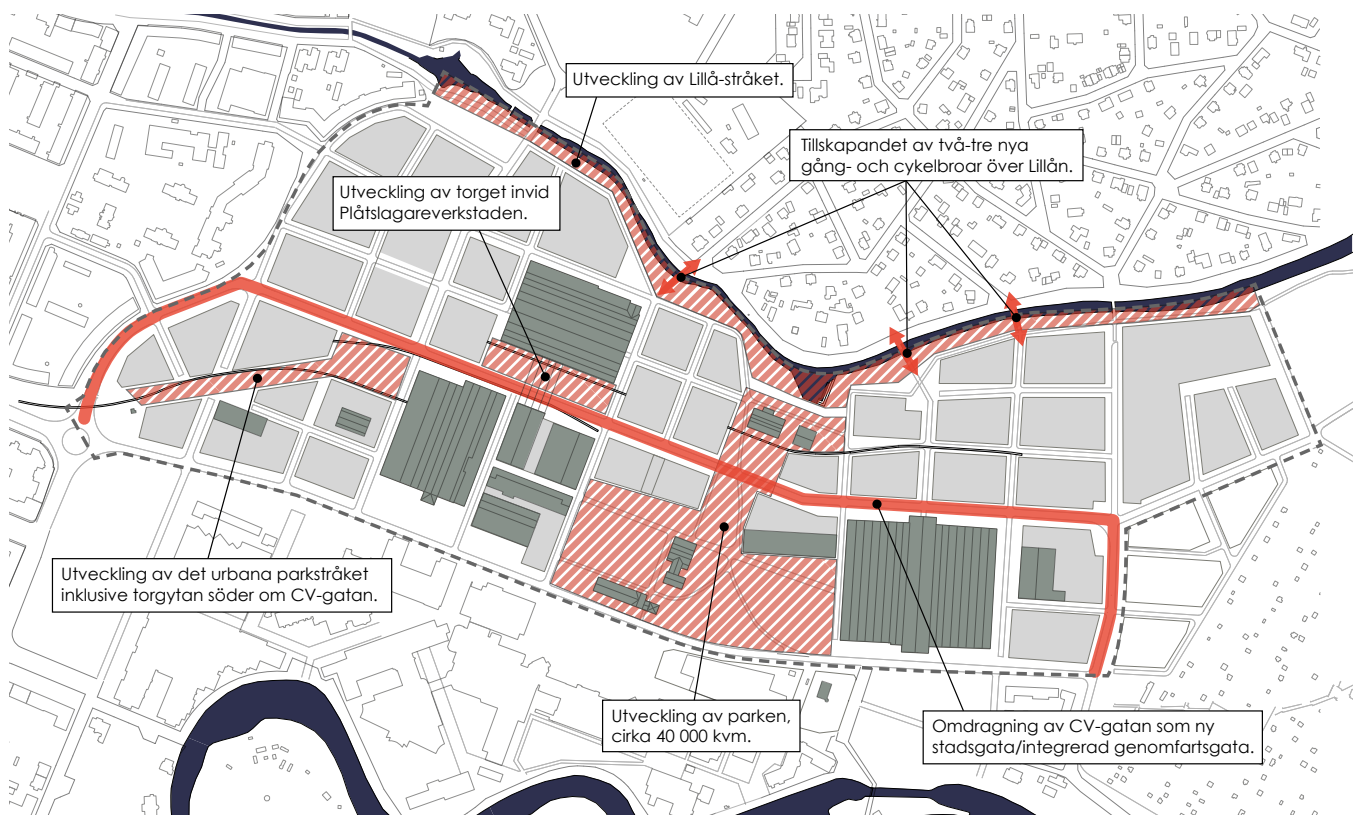 Utveckling av Lillå-stråket.
Tillskapandet av två-tre nya
gång- och cykelbroar över Lillån.
Utveckling av torget invid
Plåtslagareverkstaden.
Utveckling av det urbana parkstråket
inklusive torgytan söder om CV-gatan.
Utveckling av parken,
cirka 40 000 kvm.
Omdragning av CV-gatan som ny
stadsgata/integrerad genomfartsgata.